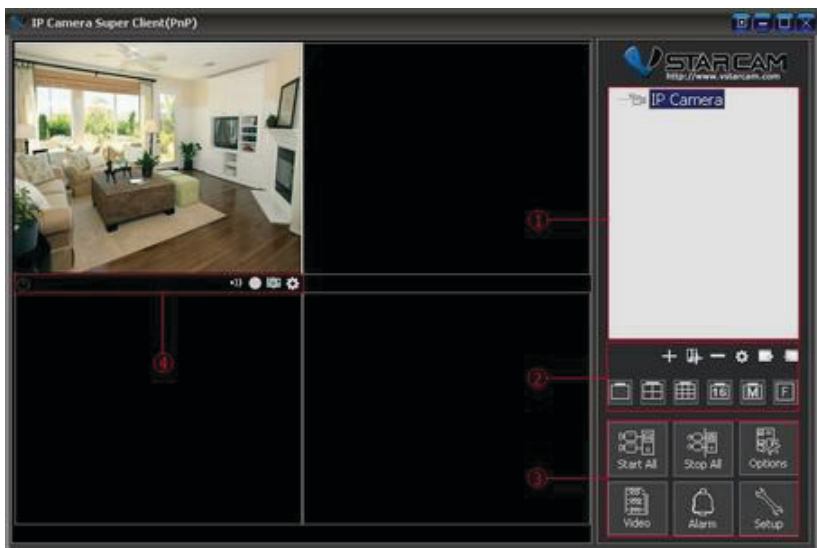 IP Camera Super Client(PnP)
VSTARCAM
http://www.vstarcam.com
IP Camera
①
④
②
16 M F
③
Start All Stop All Options
Video Alarm Setup